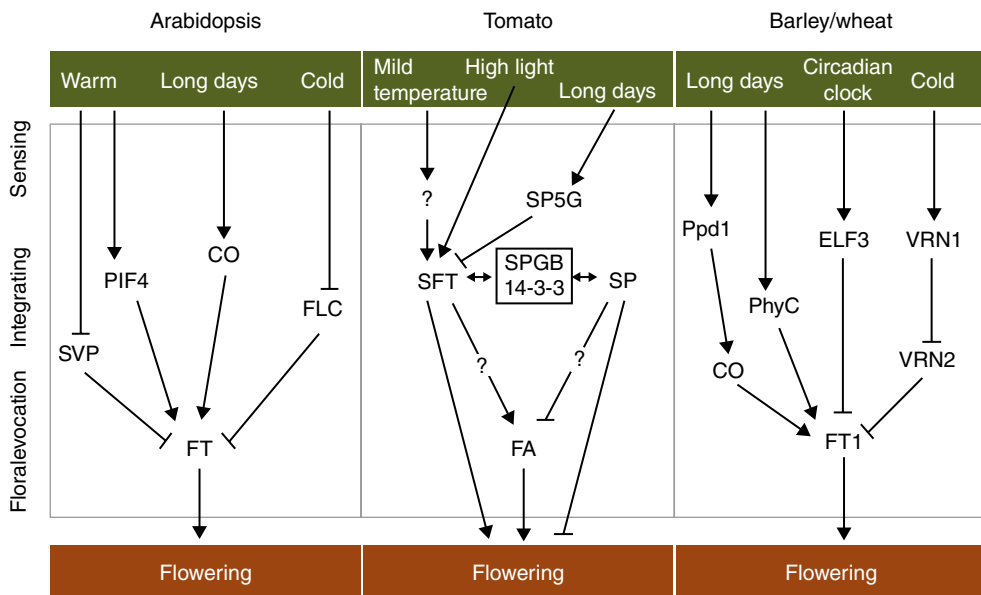 Arabidopsis
Tomato
Barley/wheat
Warm
Long days
Cold
Mild
temperature
High light
Long days
Long days
Circadian
clock
Cold
Sensing
Integrating
Floralevocation
?
SP5G
Ppd1
ELF3
VRN1
CO
PIF4
FLC
SVP
FT
SFT
SPGB
14-3-3
SP
?
?
FA
PhyC
CO
VRN2
FT1
Flowering
Flowering
Flowering